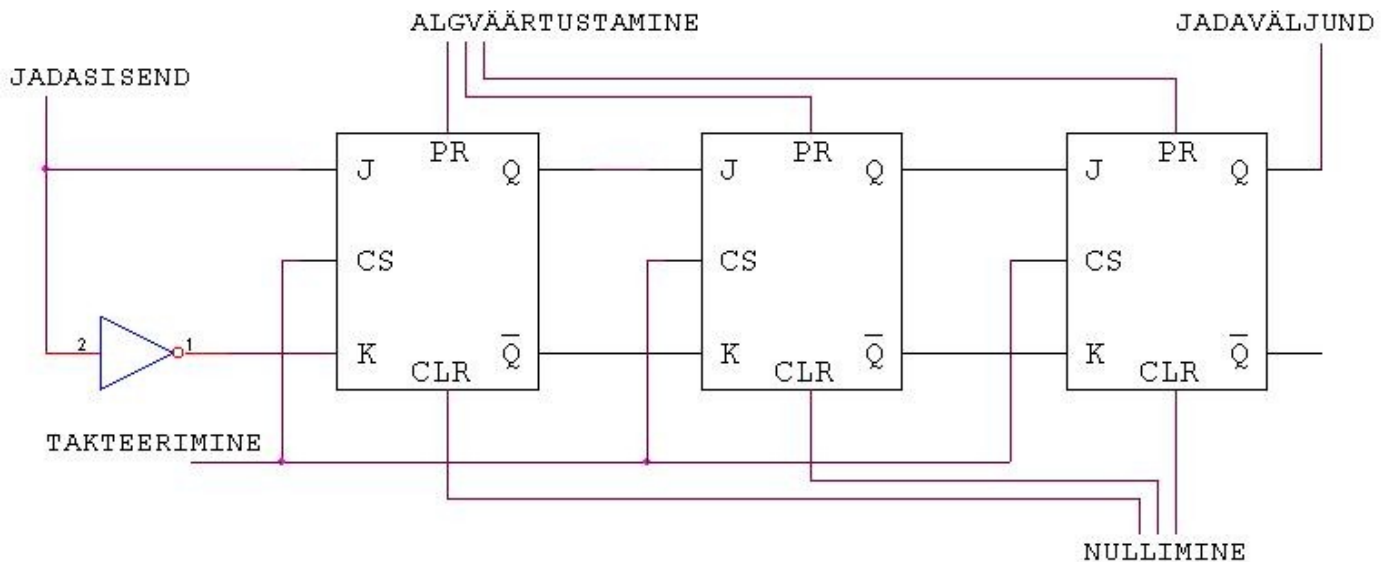 ALGVÄÄRTUSTAMINE
JADAVÄLJUND
JADASISEND
PR
PR
PR
J
Q
J
Q
J
Q
CS
CS
CS
2
1
K
Q̅
K
Q̅
K
Q̅
CLR
CLR
CLR
TAKTEERIMINE
NULLIMINE